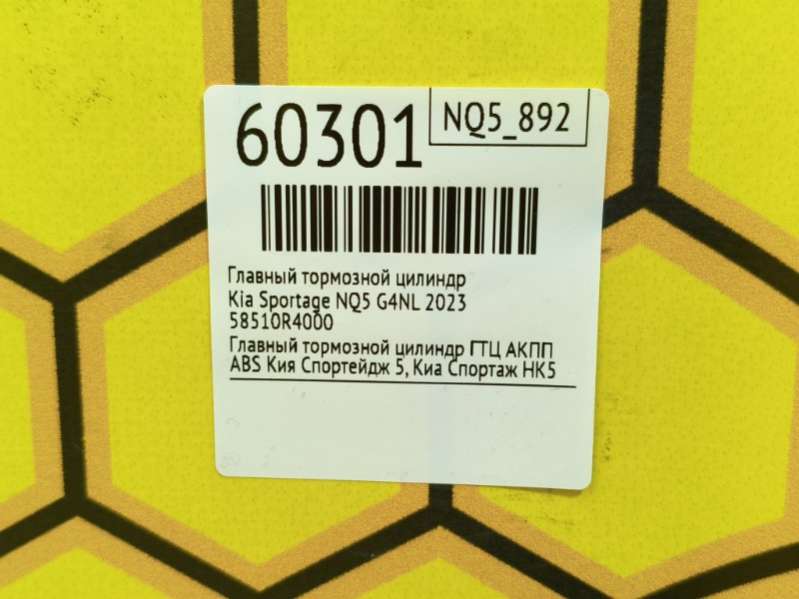 60301
NQ5_892
Главный тормозной цилиндр
Kia Sportage NQ5 G4NL 2023
58510R4000
Главный тормозной цилиндр ГТЦ АКПП
ABS Кия Спортейдж 5, Киа Спортаж НК5